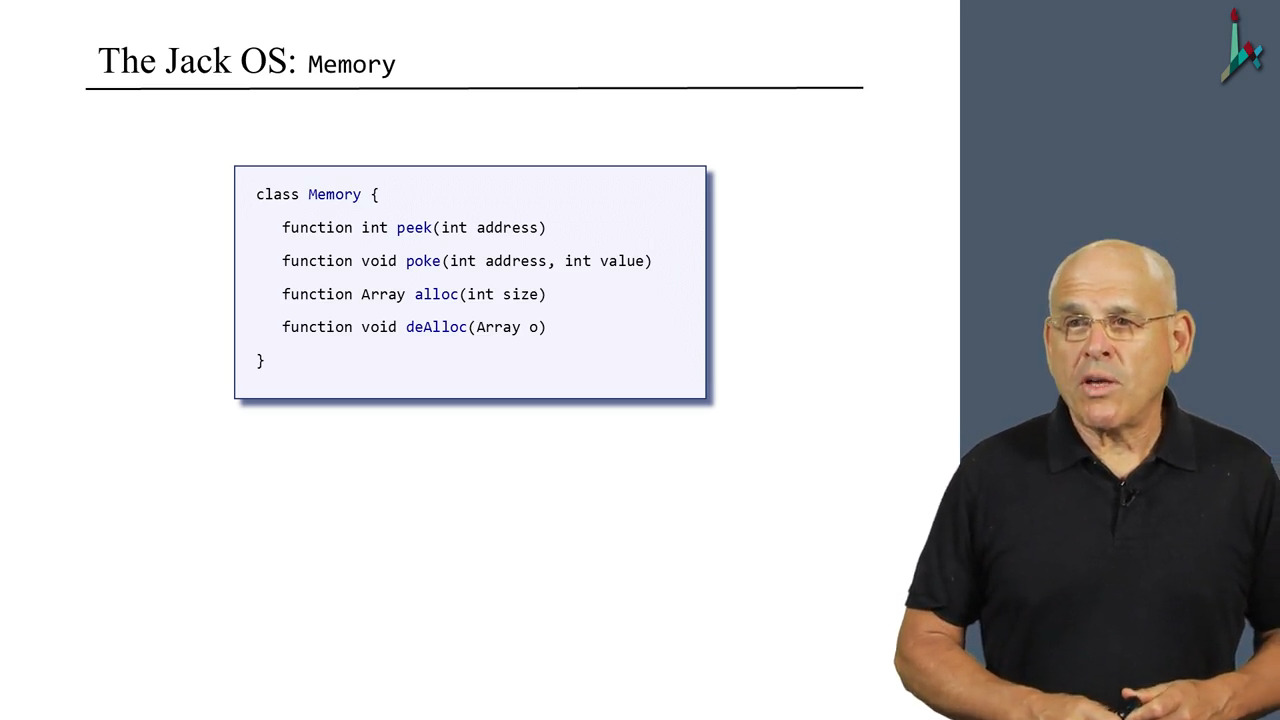 The Jack OS: Memory
class Memory {
function int peek(int address)
function void poke(int address, int value)
function Array alloc(int size)
function void deAlloc(Array o)
}